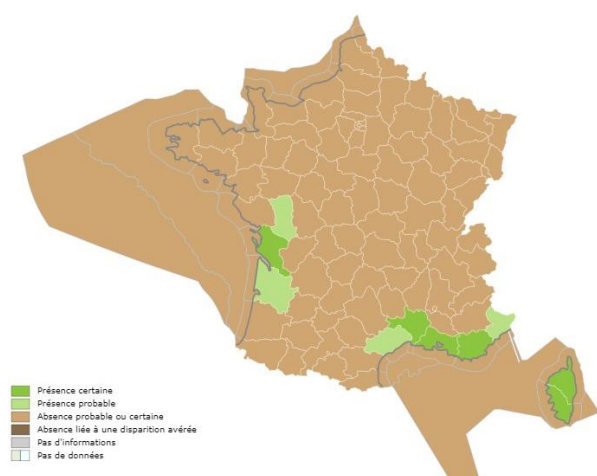 Présence certaine
Présence probable
Absence probable ou certaine
Absence liée à une disparition avérée
Pas d'informations
Pas de données